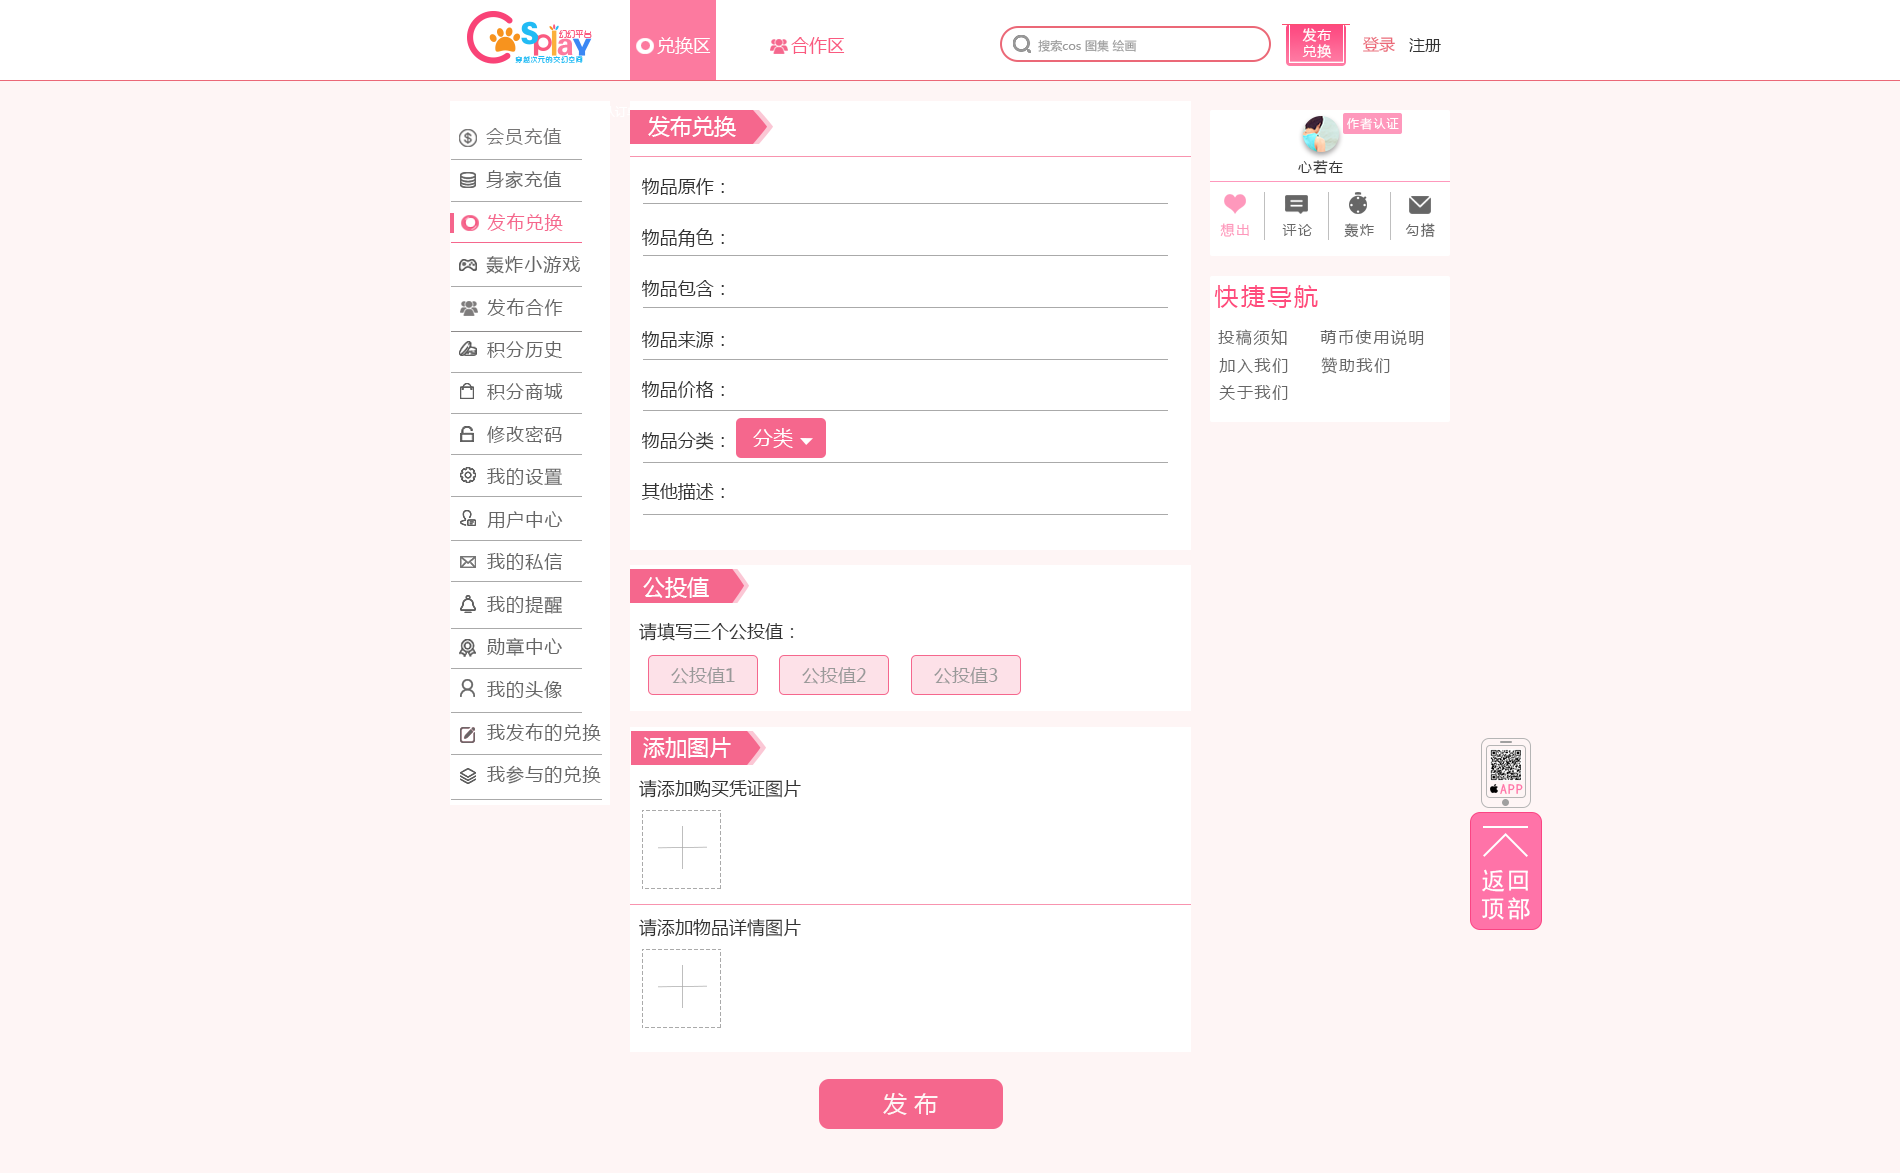 Cosplay 幻幻平台
穿越次元的交幻空间
兑换区
合作区
搜索cos 图集 绘画
发布
兑换
登录
注册
会员充值
身家充值
发布兑换
轰炸小游戏
发布合作
积分历史
积分商城
修改密码
我的设置
用户中心
我的私信
我的提醒
勋章中心
我的头像
我发布的兑换
我参与的兑换
发布兑换
物品原作：
物品角色：
物品包含：
物品来源：
物品价格：
物品分类： 分类
其他描述：
公投值
请填写三个公投值：
公投值1 公投值2 公投值3
添加图片
请添加购买凭证图片
请添加物品详情图片
发 布
作者认证
心若在
想出 评论 轰炸 勾搭
快捷导航
投稿须知 萌币使用说明
加入我们 赞助我们
关于我们
APP
返回
顶部